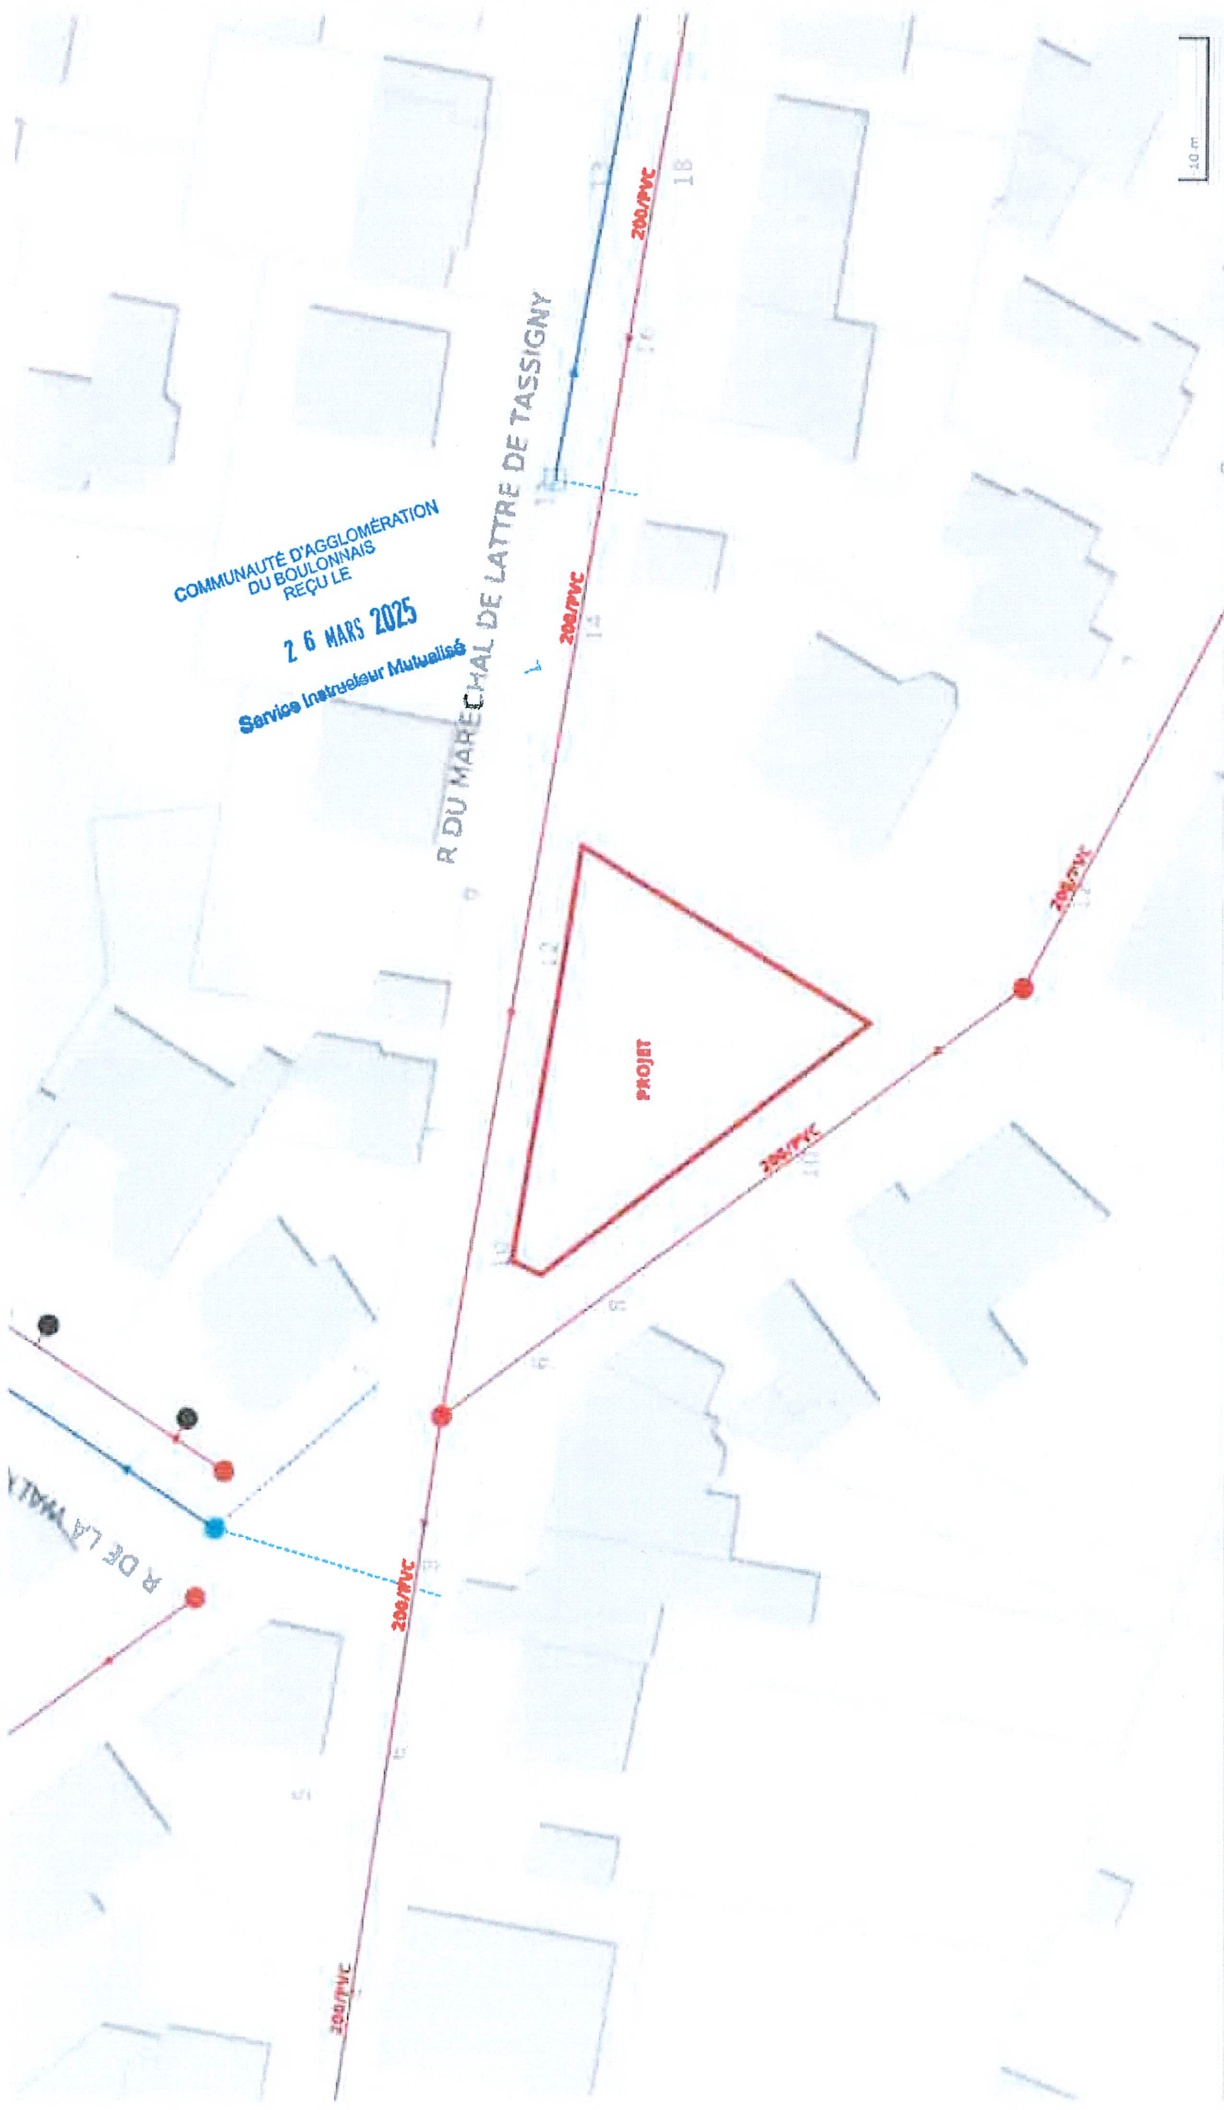 COMMUNAUTÉ D'AGGLOMÉRATION
DU BOULONNAIS
REÇU LE
2 6 MARS 2025
Service Instructeur Mutualisé
R DU MARECHAL DE LATTRE DE TASSIGNY
200/PVC
18
16
200/PVC
14
12
PROJET
200/PVC
200/PVC
200/PVC
200/PVC
R DE LA
6
5
10 m